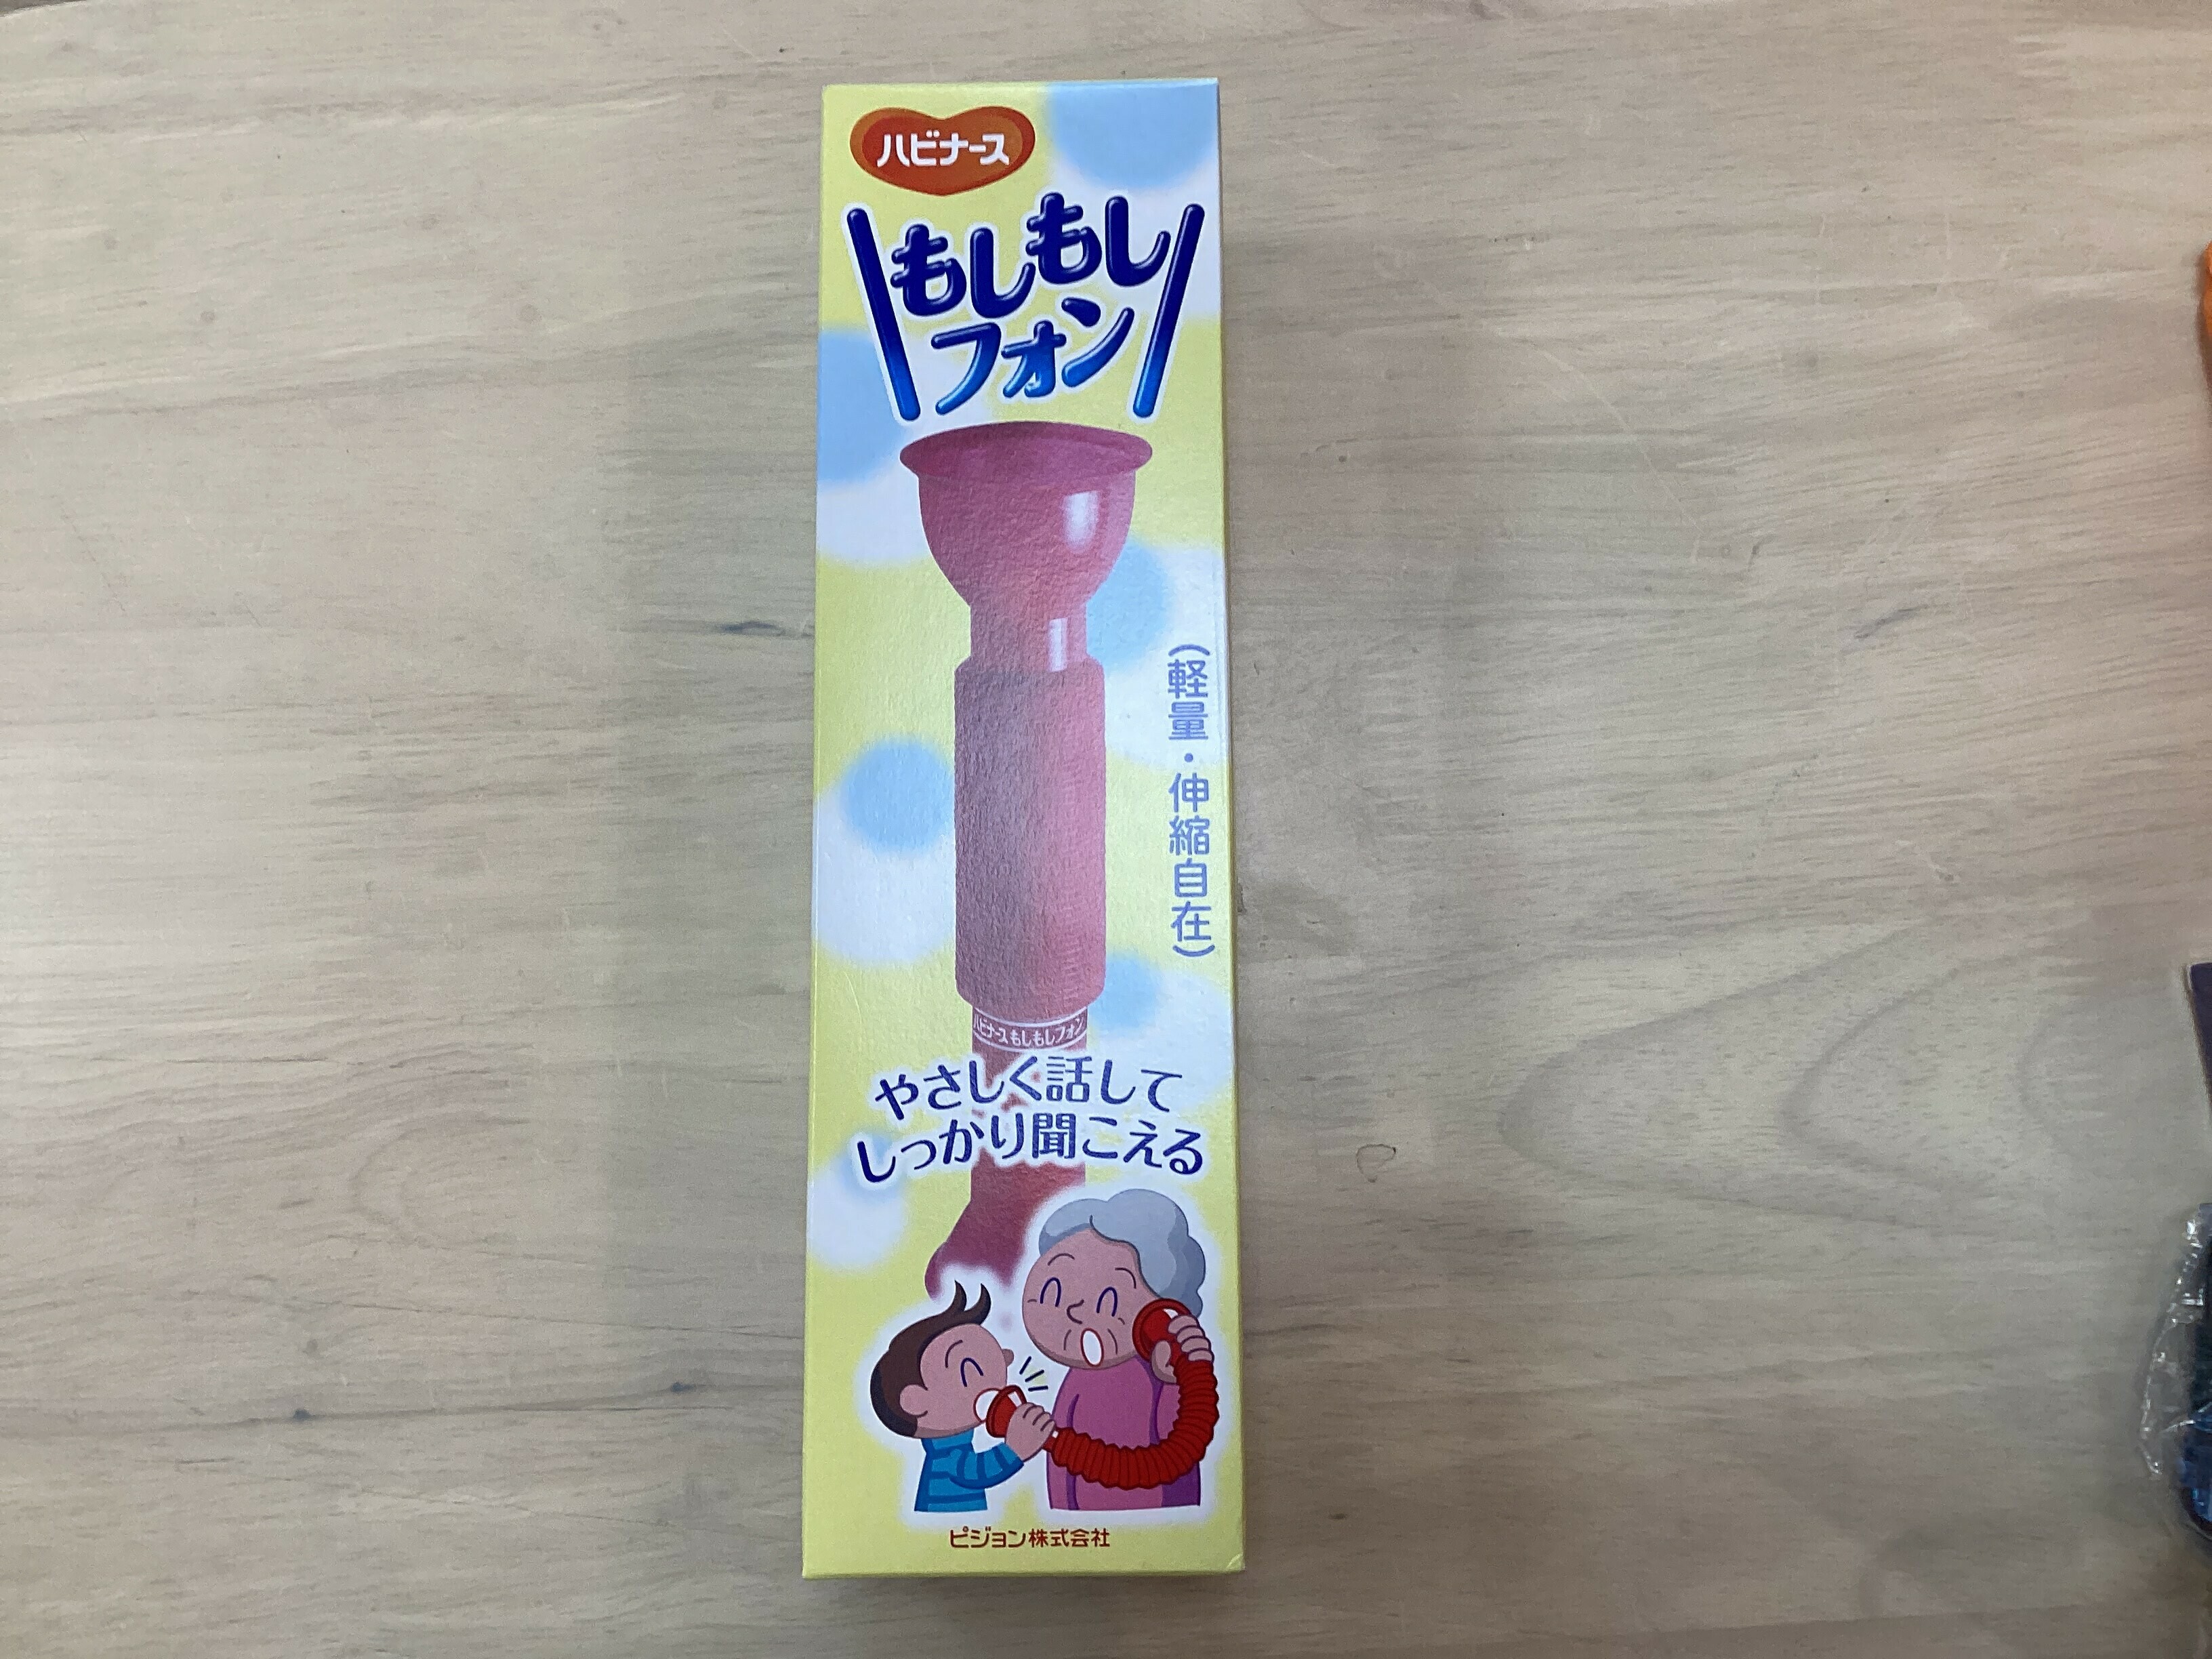 ハビナース
もしもし
フォン
(軽量・伸縮自在)
ハビナースもしもしフォン
やさしく話して
しっかり聞こえる
ピジョン株式会社